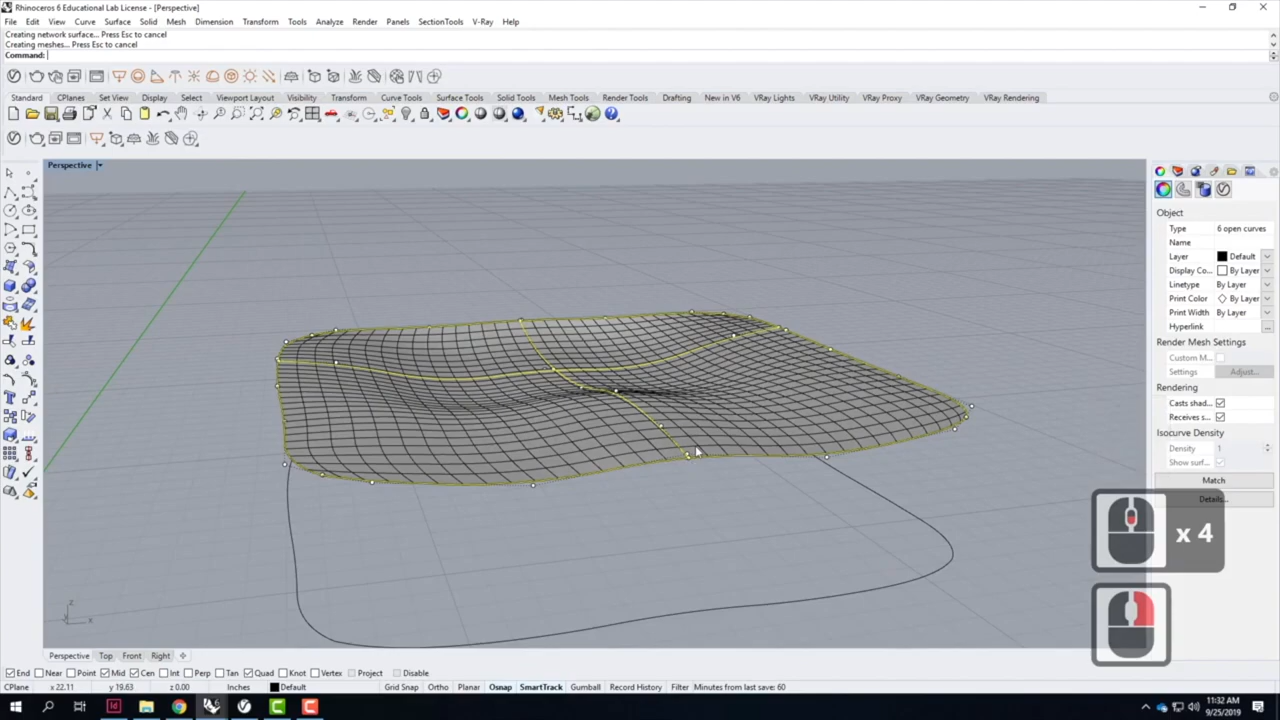 Rhinoceros 6 Educational Lab License - [Perspective]
File Edit View Curve Surface Solid Mesh Dimension Transform Tools Analyze Render Panels SectionTools V-Ray Help
Creating network surface... Press Esc to cancel
Creating meshes... Press Esc to cancel
Command:
Standard CPlanes Set View Display Select Viewport Layout Visibility Transform Curve Tools Surface Tools Solid Tools Mesh Tools Render Tools Drafting New in V6 VRay Lights VRay Utility VRay Proxy VRay Geometry VRay Rendering
Perspective
Object
Type 6 open curves
Name
Layer Default
Display Co... By Layer
Linetype By Layer
Print Color By Layer
Print Width By Layer
Hyperlink ...
Render Mesh Settings
Custom M...
Settings Adjust...
Rendering
Casts shad...
Receives s...
Isocurve Density
Density 1
Show surf...
Match
Details...
x 4
z
y x
Perspective Top Front Right
End Near Point Mid Cen Int Perp Tan Quad Knot Vertex Project Disable
CPlane x 22.11 y 19.63 z 0.00 Inches Default Grid Snap Ortho Planar Osnap SmartTrack Gumball Record History Filter Minutes from last save: 60
11:32 AM
9/25/2019